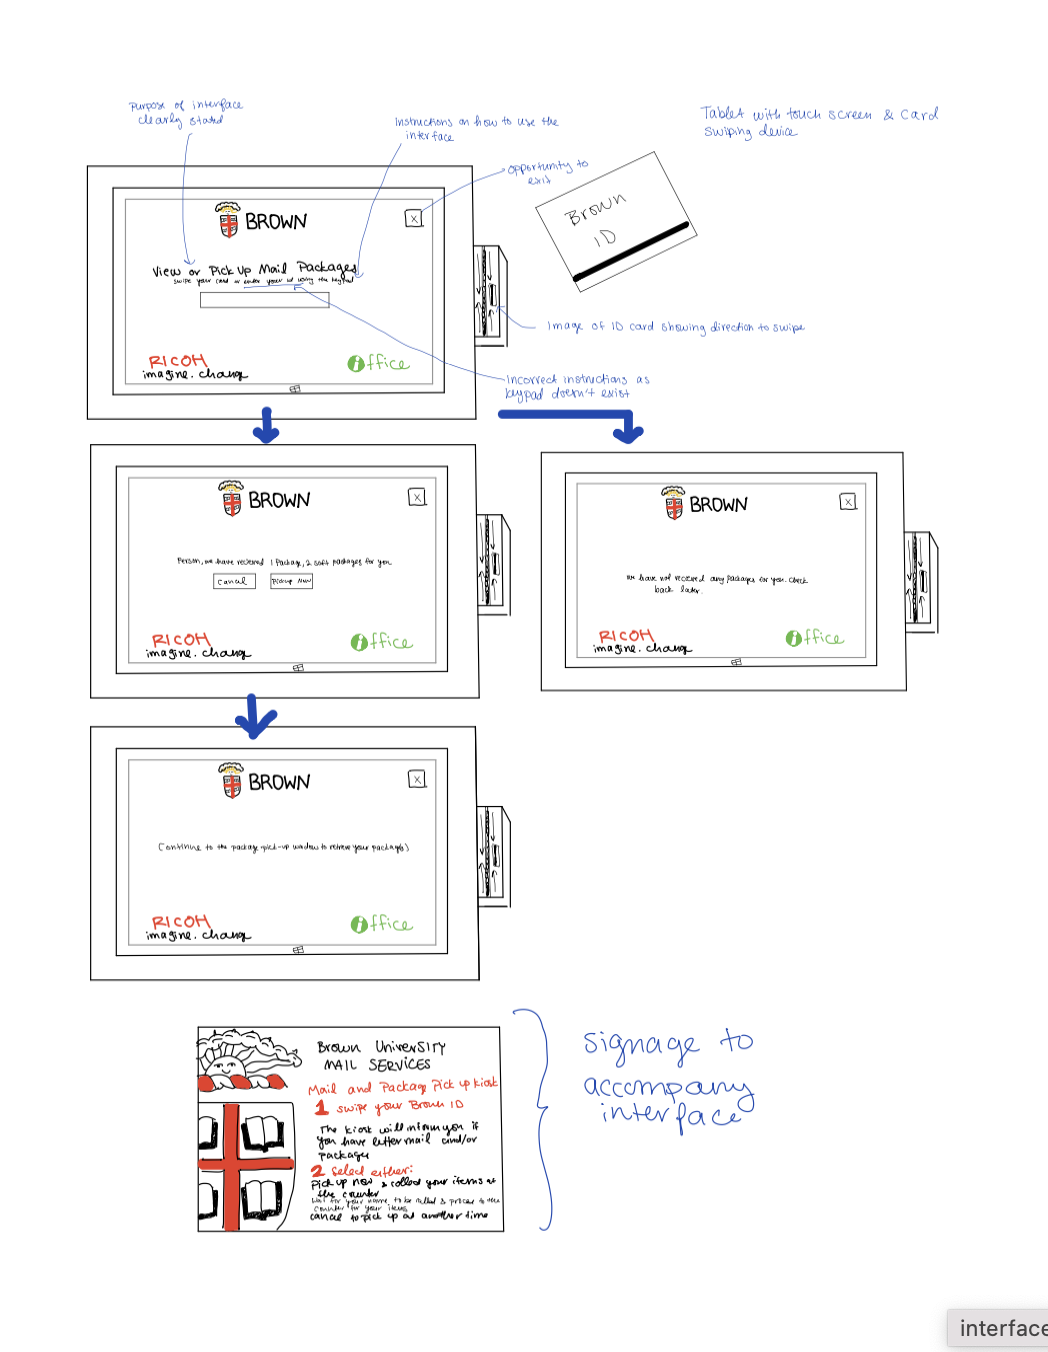 Purpose of interface
clearly stated
Instructions on how to use the
interface
Tablet with touch screen & card
swiping device
opportunity to
exit
Brown
ID
BROWN
X
View or Pick Up Mail Packages
swipe your card or enter your id using the keypad
Image of ID card showing direction to swipe
RICOH
imagine. change
iffice
Incorrect instructions as
keypad doesn't exist
BROWN
X
Person, we have received 1 package, 2 soft packages for you
Cancel
Pickup Now
RICOH
imagine. change
iffice
BROWN
X
we have not received any packages for you. Check
back later.
RICOH
imagine. change
iffice
BROWN
X
Continue to the package pick-up window to retrieve your package(s)
RICOH
imagine. change
iffice
Brown University
MAIL SERVICES
Mail and Package Pick up kiosk
1 swipe your Brown ID
The kiosk will inform you if
you have letter mail and/or
packages
2 select either:
Pick up now & collect your items at
the counter
wait for your name to be called & proceed to the
counter for your items
cancel to pick up at another time
signage to
accompany
interface
interface